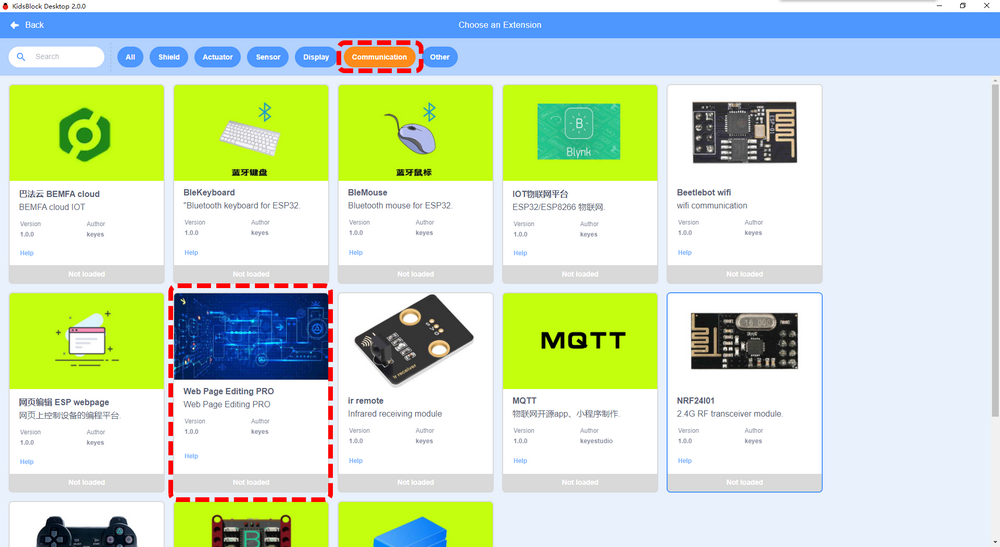 KidsBlock Desktop 2.0.0
Back
Choose an Extension
Search
All
Shield
Actuator
Sensor
Display
Communication
Other
巴法云 BEMFA cloud
BEMFA cloud IOT
Version
Author
1.0.0
keyes
Help
Not loaded
蓝牙键盘
BleKeyboard
"Bluetooth keyboard for ESP32.
Version
Author
1.0.0
keyes
Help
Not loaded
蓝牙鼠标
BleMouse
Bluetooth mouse for ESP32.
Version
Author
1.0.0
keyes
Help
Not loaded
B
Blynk
IOT物联网平台
ESP32/ESP8266 物联网.
Version
Author
1.0.0
keyes
Help
Not loaded
Beetlebot wifi
wifi communication
Version
Author
1.0.0
keyes
Help
Not loaded
网页编辑 ESP webpage
网页上控制设备的编程平台.
Version
Author
1.0.0
keyes
Help
Not loaded
Web Page Editing PRO
Web Page Editing PRO
Version
Author
1.0.0
keyes
Help
Not loaded
ir remote
Infrared receiving module
Version
Author
1.0.0
keyes
Help
Not loaded
MQTT
MQTT
物联网开源app、小程序制作.
Version
Author
1.0.0
keyestudio
Help
Not loaded
NRF24l01
2.4G RF transceiver module.
Version
Author
1.0.0
keyes
Help
Not loaded